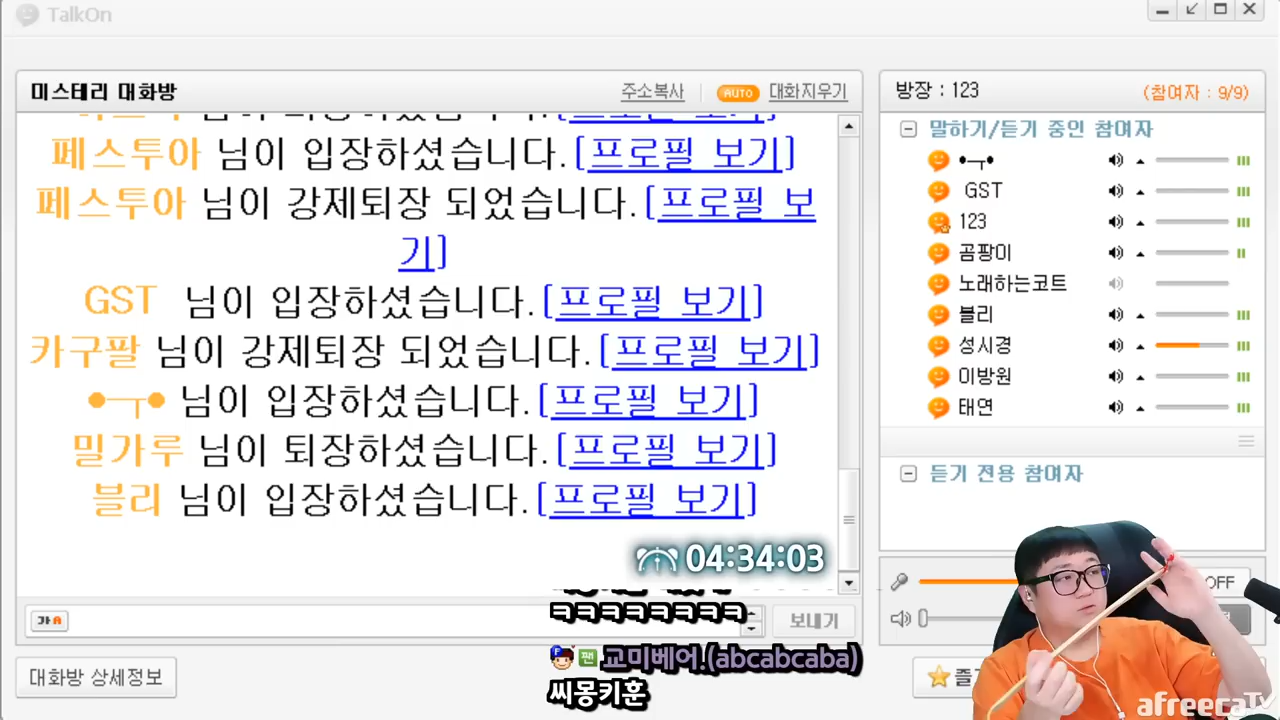 TalkOn
미스테리 대화방
주소복사
AUTO
대화지우기
페스투아 님이 입장하셨습니다.[프로필 보기]
페스투아 님이 강제퇴장 되었습니다.[프로필 보
기]
GST 님이 입장하셨습니다.[프로필 보기]
카구팔 님이 강제퇴장 되었습니다.[프로필 보기]
●ㅜ● 님이 입장하셨습니다.[프로필 보기]
밀가루 님이 퇴장하셨습니다.[프로필 보기]
블리 님이 입장하셨습니다.[프로필 보기]
04:34:03
가A
보내기
ㅋㅋㅋㅋㅋㅋㅋㅋ
F 팬 교미베어.(abcabcaba)
씨몽키훈
대화방 상세정보
방장 : 123
(참여자 : 9/9)
말하기/듣기 중인 참여자
●ㅜ●
GST
123
곰팡이
노래하는코트
블리
성시경
이방원
태연
듣기 전용 참여자
OFF
afreecaTV